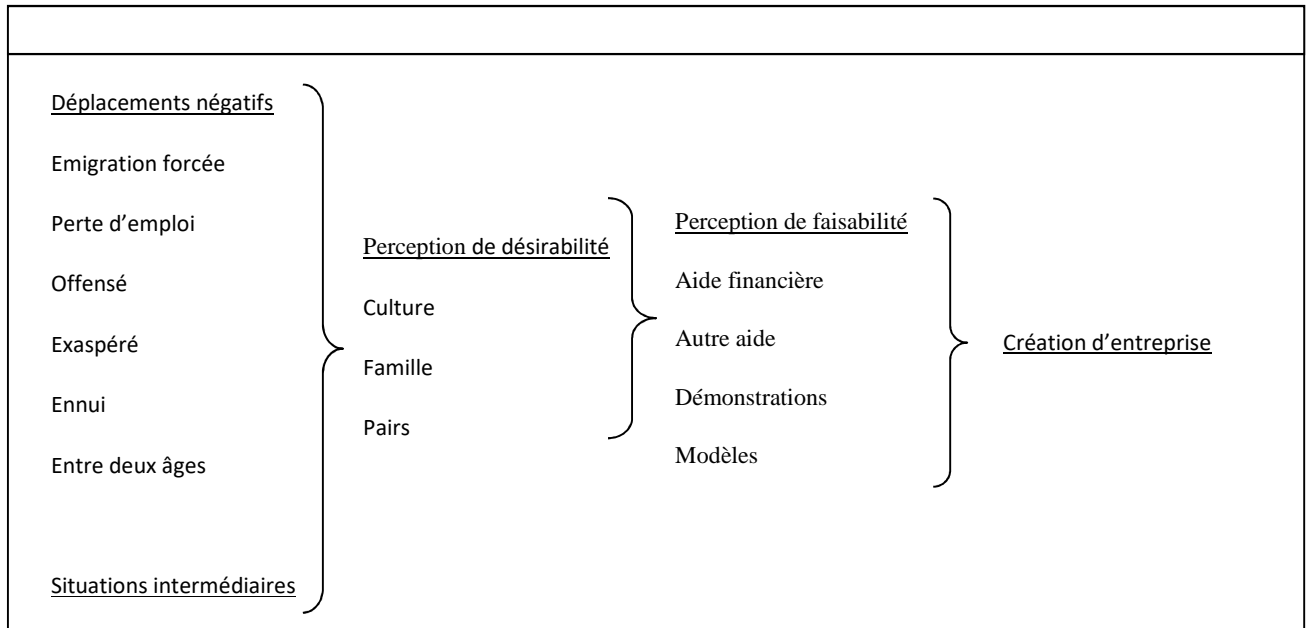 Déplacements négatifs
Emigration forcée
Perte d’emploi
Offensé
Exaspéré
Ennui
Entre deux âges
Situations intermédiaires
Perception de désirabilité
Culture
Famille
Pairs
Perception de faisabilité
Aide financière
Autre aide
Démonstrations
Modèles
Création d’entreprise